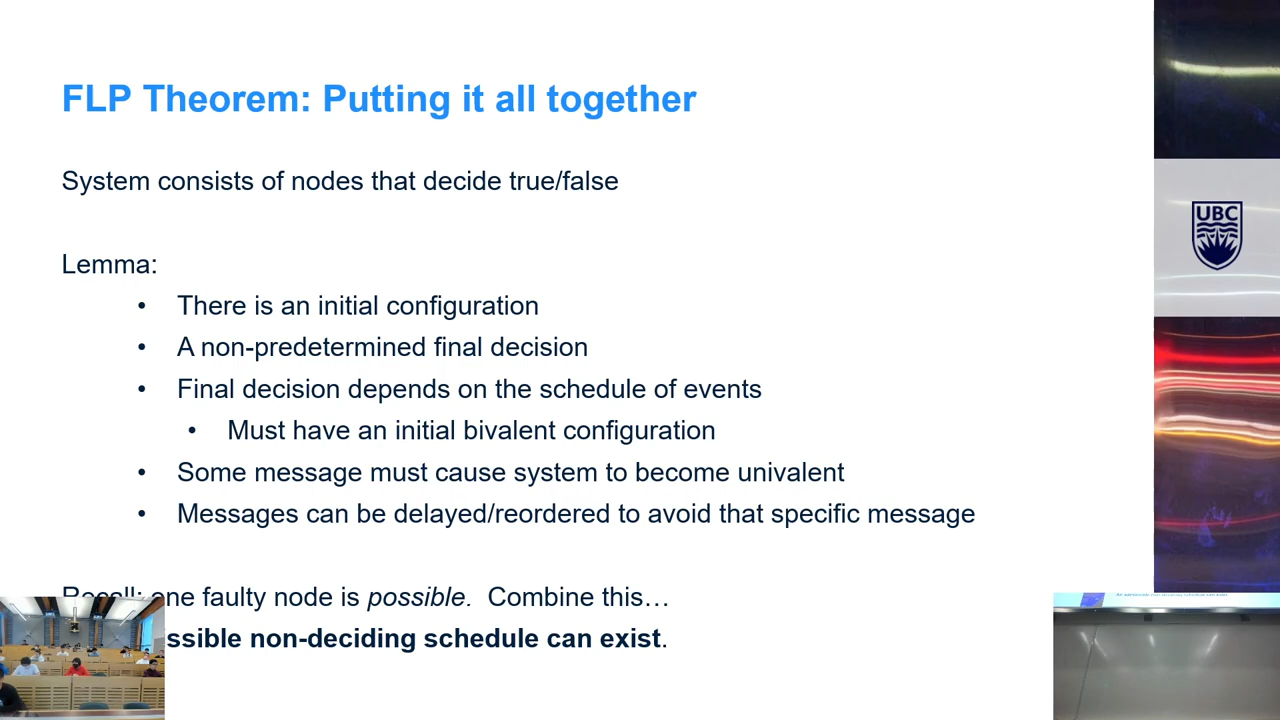 FLP Theorem: Putting it all together
System consists of nodes that decide true/false
Lemma:
• There is an initial configuration
• A non-predetermined final decision
• Final decision depends on the schedule of events
• Must have an initial bivalent configuration
• Some message must cause system to become univalent
• Messages can be delayed/reordered to avoid that specific message
Recall: one faulty node is possible. Combine this…
ssible non-deciding schedule can exist.
UBC